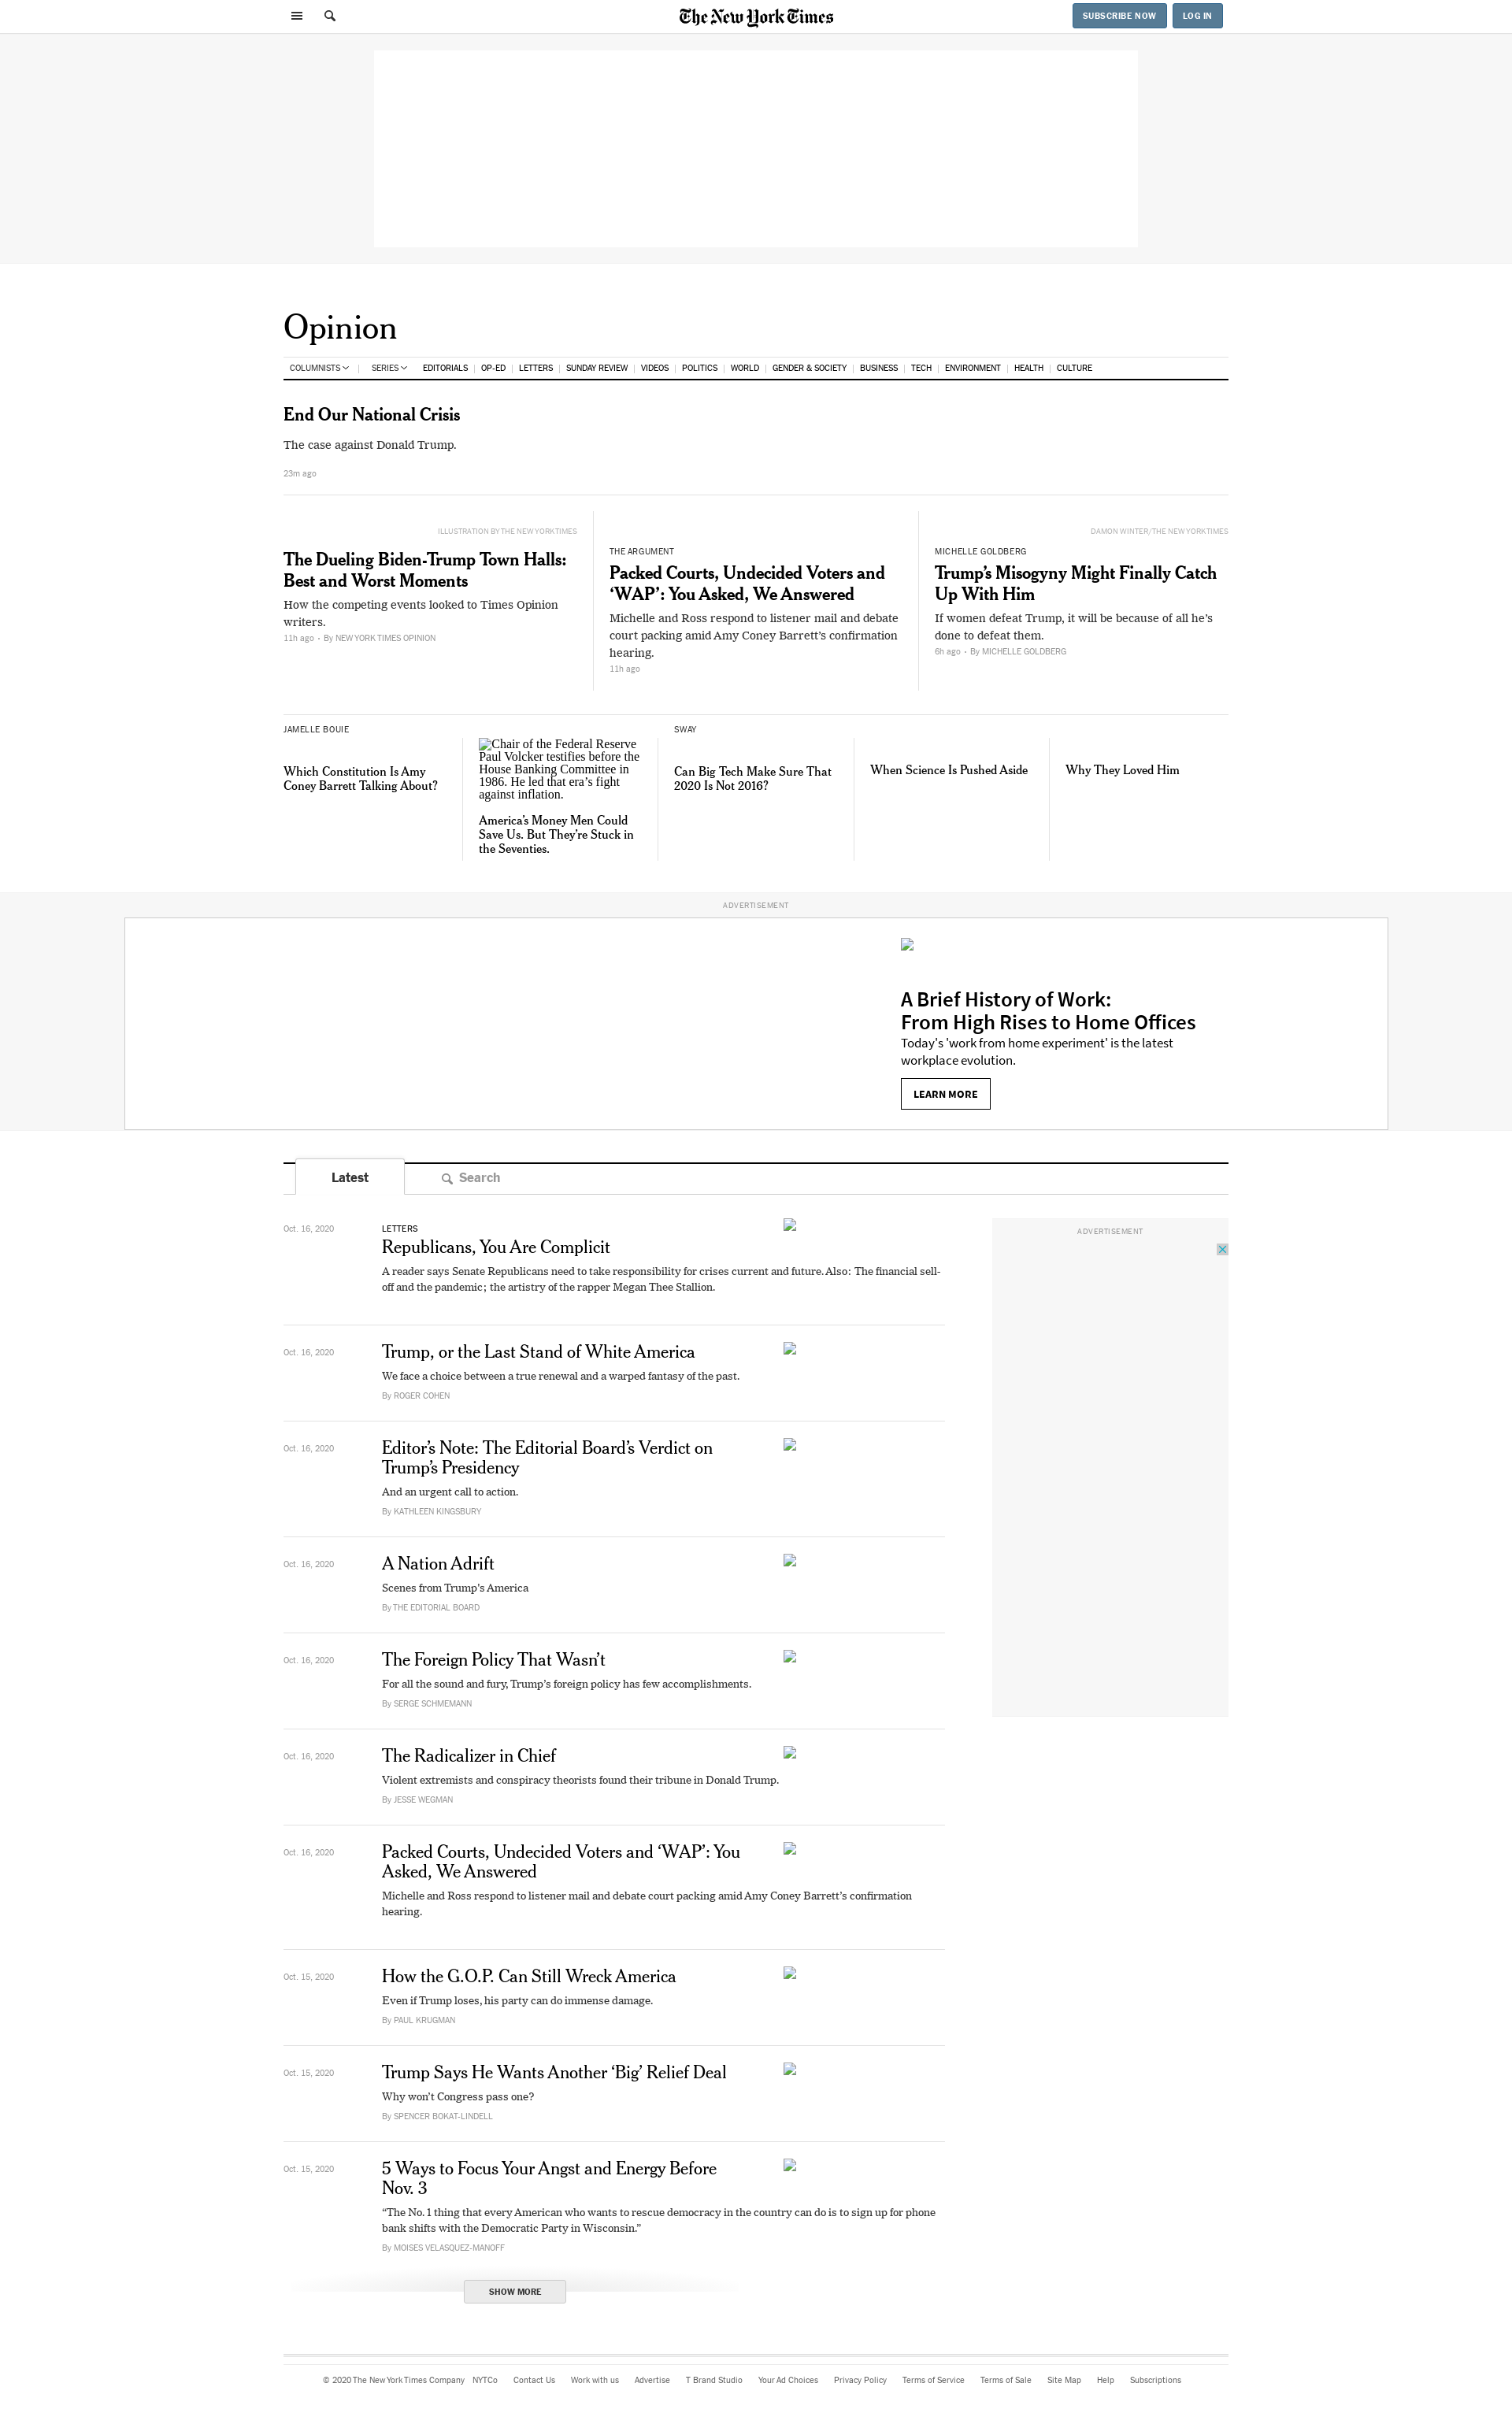 The New York Times
SUBSCRIBE NOW
LOG IN
Opinion
COLUMNISTS
SERIES
EDITORIALS
OP-ED
LETTERS
SUNDAY REVIEW
VIDEOS
POLITICS
WORLD
GENDER & SOCIETY
BUSINESS
TECH
ENVIRONMENT
HEALTH
CULTURE
End Our National Crisis
The case against Donald Trump.
23m ago
ILLUSTRATION BY THE NEW YORK TIMES
The Dueling Biden-Trump Town Halls:
Best and Worst Moments
How the competing events looked to Times Opinion
writers.
11h ago • By NEW YORK TIMES OPINION
THE ARGUMENT
Packed Courts, Undecided Voters and
‘WAP’: You Asked, We Answered
Michelle and Ross respond to listener mail and debate
court packing amid Amy Coney Barrett’s confirmation
hearing.
11h ago
DAMON WINTER/THE NEW YORK TIMES
MICHELLE GOLDBERG
Trump’s Misogyny Might Finally Catch
Up With Him
If women defeat Trump, it will be because of all he’s
done to defeat them.
6h ago • By MICHELLE GOLDBERG
JAMELLE BOUIE
Which Constitution Is Amy
Coney Barrett Talking About?
Chair of the Federal Reserve
Paul Volcker testifies before the
House Banking Committee in
1986. He led that era’s fight
against inflation.
America’s Money Men Could
Save Us. But They’re Stuck in
the Seventies.
SWAY
Can Big Tech Make Sure That
2020 Is Not 2016?
When Science Is Pushed Aside
Why They Loved Him
ADVERTISEMENT
A Brief History of Work:
From High Rises to Home Offices
Today's 'work from home experiment' is the latest
workplace evolution.
LEARN MORE
Latest
Search
ADVERTISEMENT
Oct. 16, 2020
LETTERS
Republicans, You Are Complicit
A reader says Senate Republicans need to take responsibility for crises current and future. Also: The financial sell-
off and the pandemic; the artistry of the rapper Megan Thee Stallion.
Oct. 16, 2020
Trump, or the Last Stand of White America
We face a choice between a true renewal and a warped fantasy of the past.
By ROGER COHEN
Oct. 16, 2020
Editor’s Note: The Editorial Board’s Verdict on
Trump’s Presidency
And an urgent call to action.
By KATHLEEN KINGSBURY
Oct. 16, 2020
A Nation Adrift
Scenes from Trump’s America
By THE EDITORIAL BOARD
Oct. 16, 2020
The Foreign Policy That Wasn’t
For all the sound and fury, Trump’s foreign policy has few accomplishments.
By SERGE SCHMEMANN
Oct. 16, 2020
The Radicalizer in Chief
Violent extremists and conspiracy theorists found their tribune in Donald Trump.
By JESSE WEGMAN
Oct. 16, 2020
Packed Courts, Undecided Voters and ‘WAP’: You
Asked, We Answered
Michelle and Ross respond to listener mail and debate court packing amid Amy Coney Barrett’s confirmation
hearing.
Oct. 15, 2020
How the G.O.P. Can Still Wreck America
Even if Trump loses, his party can do immense damage.
By PAUL KRUGMAN
Oct. 15, 2020
Trump Says He Wants Another ‘Big’ Relief Deal
Why won’t Congress pass one?
By SPENCER BOKAT-LINDELL
Oct. 15, 2020
5 Ways to Focus Your Angst and Energy Before
Nov. 3
“The No. 1 thing that every American who wants to rescue democracy in the country can do is to sign up for phone
bank shifts with the Democratic Party in Wisconsin.”
By MOISES VELASQUEZ-MANOFF
SHOW MORE
© 2020 The New York Times Company NYTCo Contact Us Work with us Advertise T Brand Studio Your Ad Choices Privacy Policy Terms of Service Terms of Sale Site Map Help Subscriptions